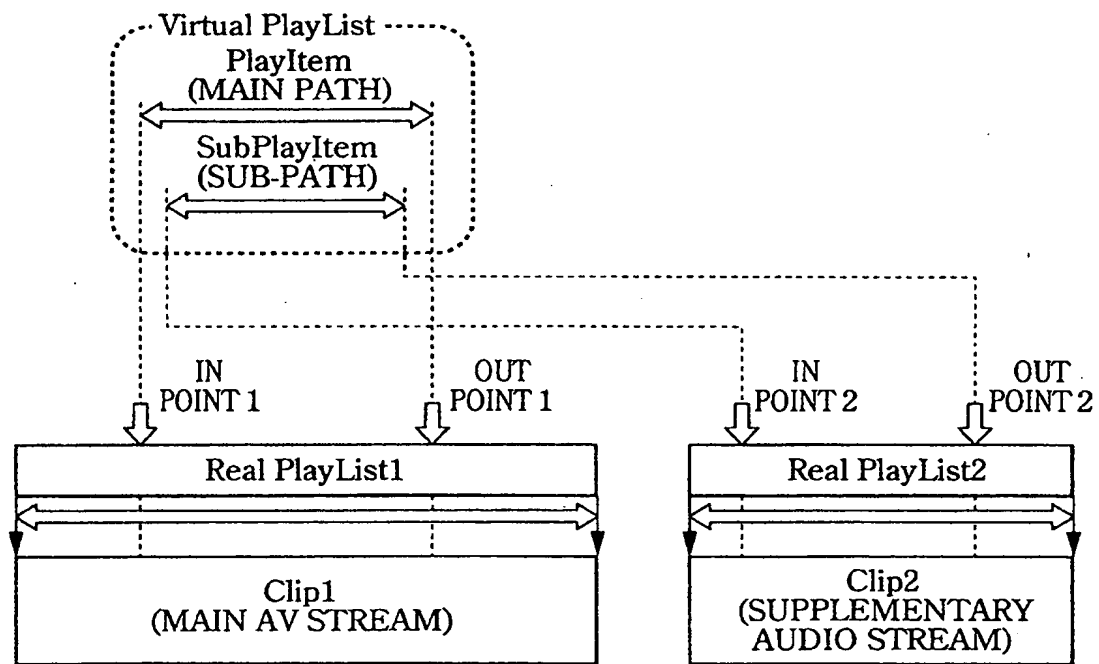 Virtual PlayList
PlayItem
(MAIN PATH)
SubPlayItem
(SUB-PATH)
IN
POINT 1
OUT
POINT 1
IN
POINT 2
OUT
POINT 2
Real PlayList1
Real PlayList2
Clip1
(MAIN AV STREAM)
Clip2
(SUPPLEMENTARY
AUDIO STREAM)